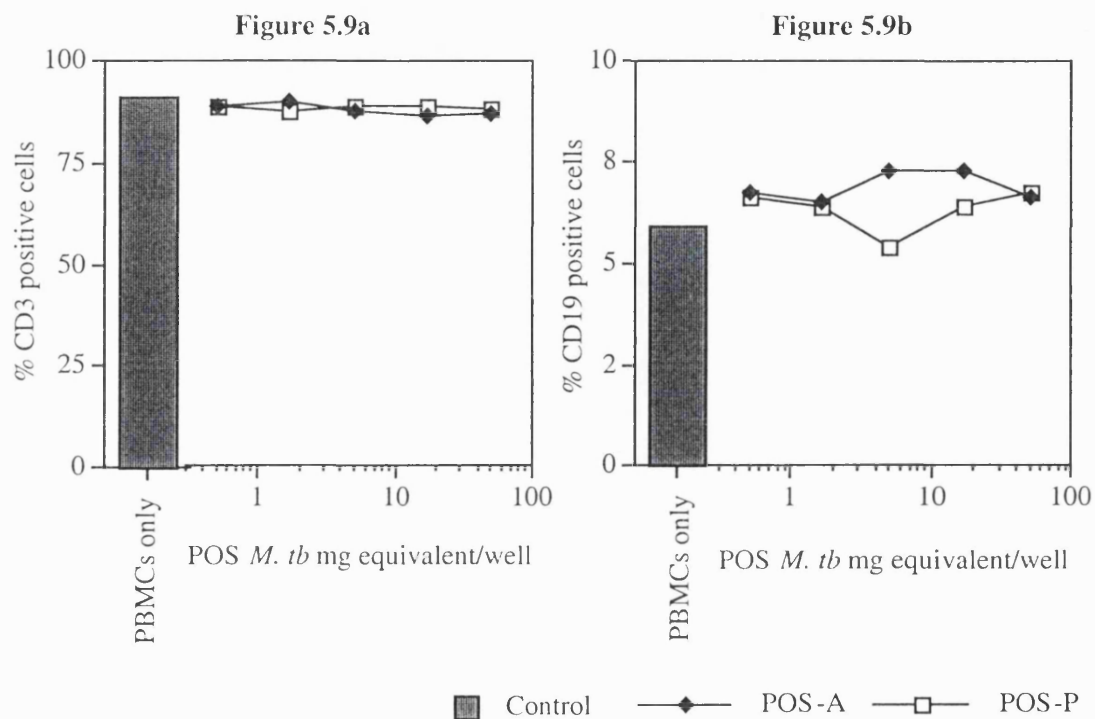 Figure 5.9a
100
75
50
25
0
% CD3 positive cells
PBMCs only
1
10
100
POS M. tb mg equivalent/well
Figure 5.9b
10
8
5
2
0
% CD19 positive cells
PBMCs only
1
10
100
POS M. tb mg equivalent/well
Control
POS-A
POS-P